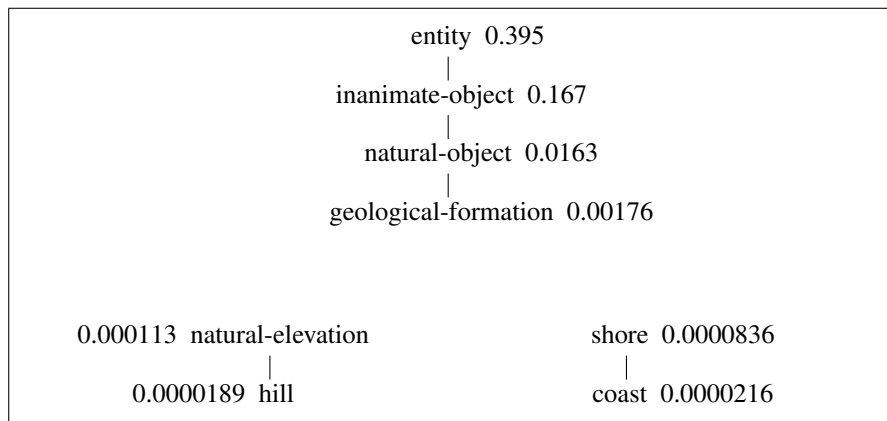 entity 0.395
inanimate-object 0.167
natural-object 0.0163
geological-formation 0.00176
0.000113 natural-elevation shore 0.0000836
0.0000189 hill coast 0.0000216